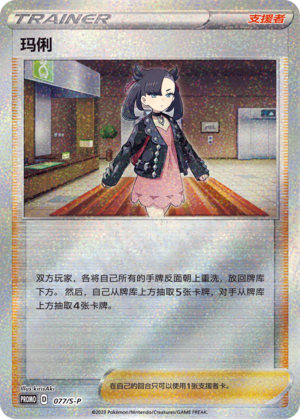 TRAINER 支援者
玛俐
双方玩家,各将自己所有的手牌反面朝上重洗,放回牌库
下方。然后,自己从牌库上方抽取5张卡牌,对手从牌库
上方抽取4张卡牌。
Illus.kirisAki
PROMO D 077/S-P
在自己的回合只可以使用1张支援者卡。
©2023 Pokémon/Nintendo/Creatures/GAME FREAK.